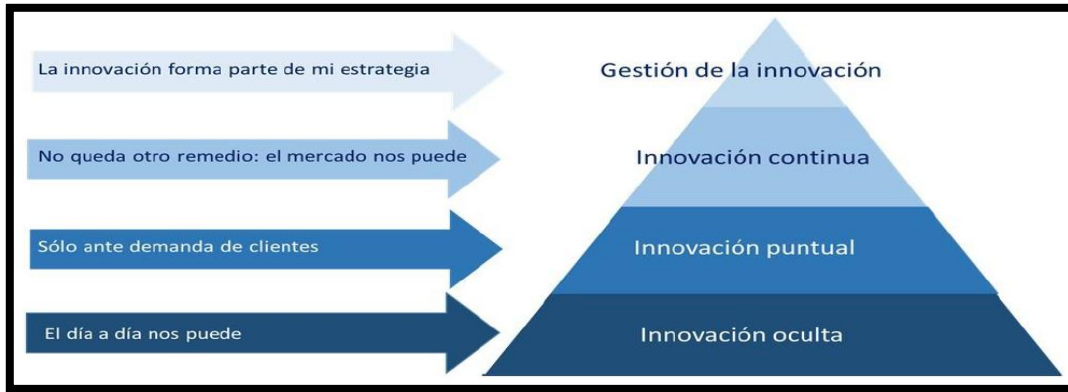 La innovación forma parte de mi estrategia
Gestión de la innovación
No queda otro remedio: el mercado nos puede
Innovación continua
Sólo ante demanda de clientes
Innovación puntual
El día a día nos puede
Innovación oculta